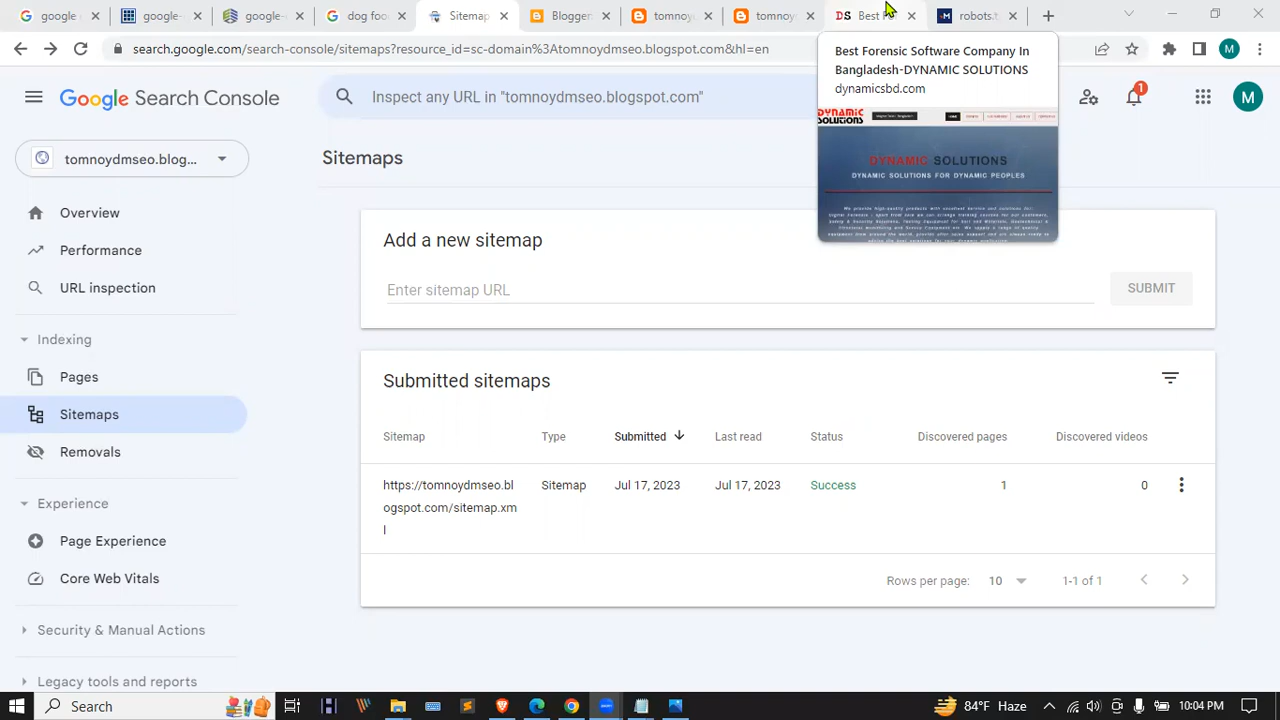 google r
google-
google-
dog foo
Sitemap
Blogger
tomnoy
tomnoy
DS Best Fo
M robots.t
search.google.com/search-console/sitemaps?resource_id=sc-domain%3Atomnoydmseo.blogspot.com&hl=en
M
Best Forensic Software Company In
Bangladesh-DYNAMIC SOLUTIONS
dynamicsbd.com
DYNAMIC
SOLUTIONS
DYNAMIC SOLUTIONS
DYNAMIC SOLUTIONS FOR DYNAMIC PEOPLES
Google Search Console
Inspect any URL in "tomnoydmseo.blogspot.com"
1
M
tomnoydmseo.blog...
Sitemaps
Overview
Performance
URL inspection
Indexing
Pages
Sitemaps
Removals
Experience
Page Experience
Core Web Vitals
Security & Manual Actions
Legacy tools and reports
Add a new sitemap
Enter sitemap URL
SUBMIT
Submitted sitemaps
Sitemap Type Submitted Last read Status Discovered pages Discovered videos
https://tomnoydmseo.bl Sitemap Jul 17, 2023 Jul 17, 2023 Success 1 0
ogspot.com/sitemap.xm
l
Rows per page: 10 1-1 of 1
Search
84°F Haze
10:04 PM